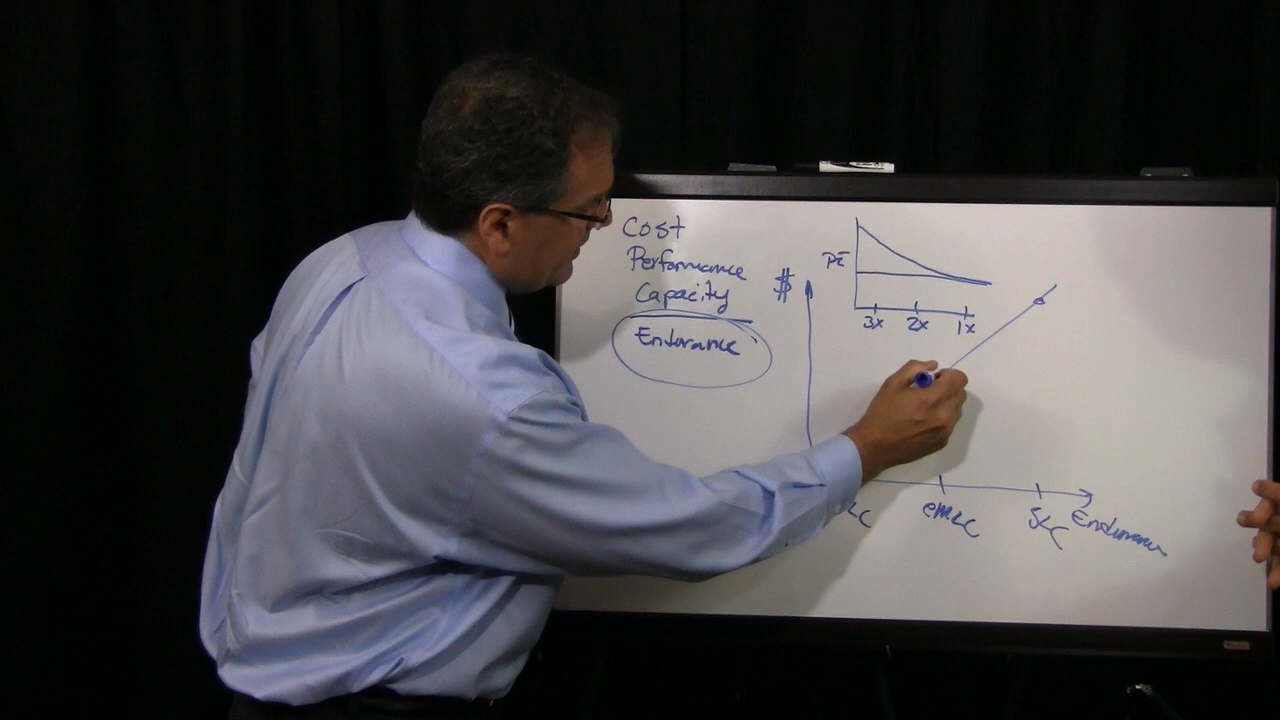 Cost
Performance
Capacity
Endurance
$
PE
3x 2x 1x
eMLC SLC Endurance